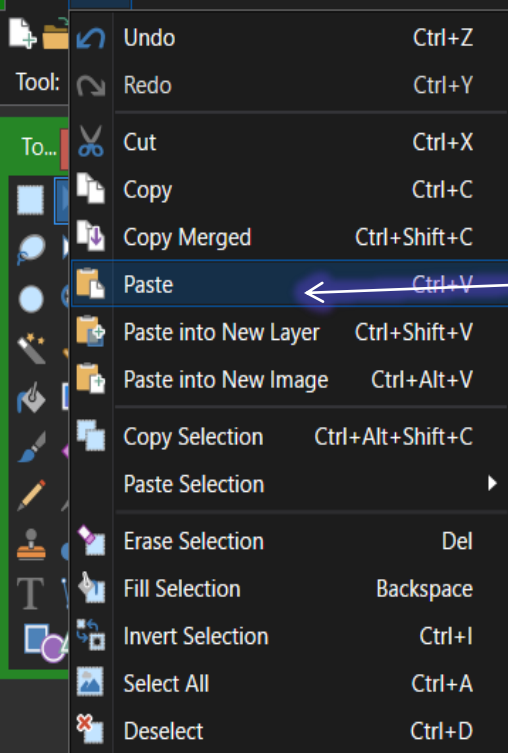 Undo Ctrl+Z
Tool: Redo Ctrl+Y
Cut Ctrl+X
To...
Copy Ctrl+C
Copy Merged Ctrl+Shift+C
Paste Ctrl+V
Paste into New Layer Ctrl+Shift+V
Paste into New Image Ctrl+Alt+V
Copy Selection Ctrl+Alt+Shift+C
Paste Selection
Erase Selection Del
Fill Selection Backspace
Invert Selection Ctrl+I
Select All Ctrl+A
Deselect Ctrl+D